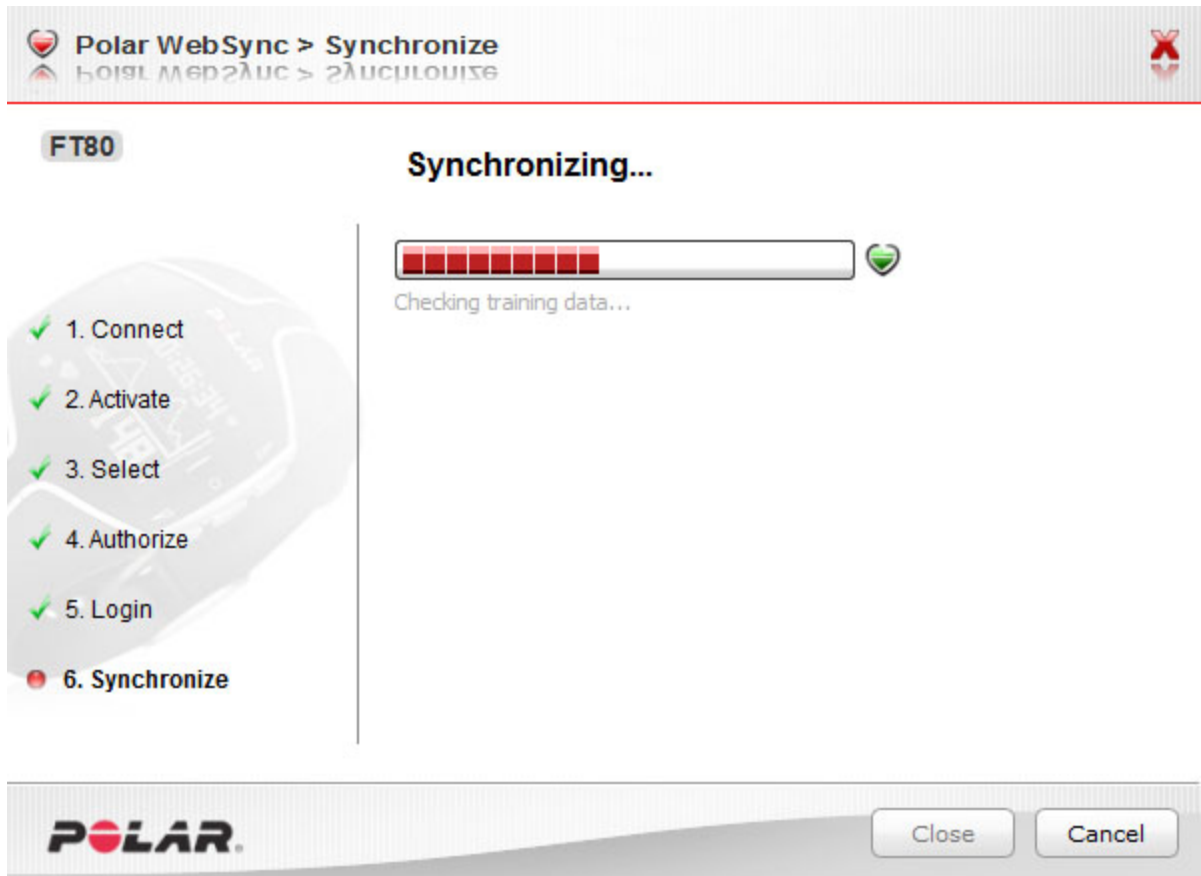 Polar WebSync > Synchronize
FT80
Synchronizing...
Checking training data...
1. Connect
2. Activate
3. Select
4. Authorize
5. Login
6. Synchronize
POLAR.
Close
Cancel